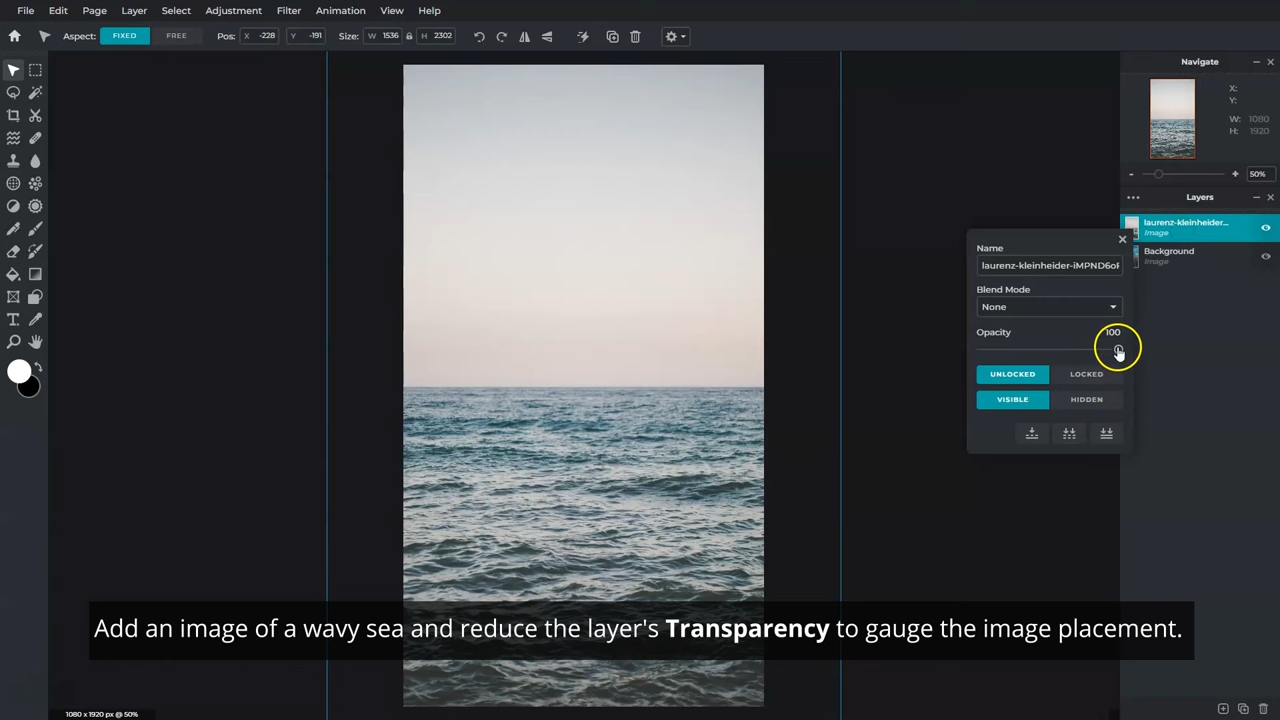 File Edit Page Layer Select Adjustment Filter Animation View Help
Aspect: FIXED FREE Pos: X -228 Y -191 Size: W 1536 H 2302
Navigate
X:
Y:
W: 1080
H: 1920
- + 50%
Layers
laurenz-kleinheider...
Image
Background
Image
Name
laurenz-kleinheider-iMPND6oF
Blend Mode
None
Opacity 100
UNLOCKED LOCKED
VISIBLE HIDDEN
Add an image of a wavy sea and reduce the layer's Transparency to gauge the image placement.
1080 x 1920 px @ 50%